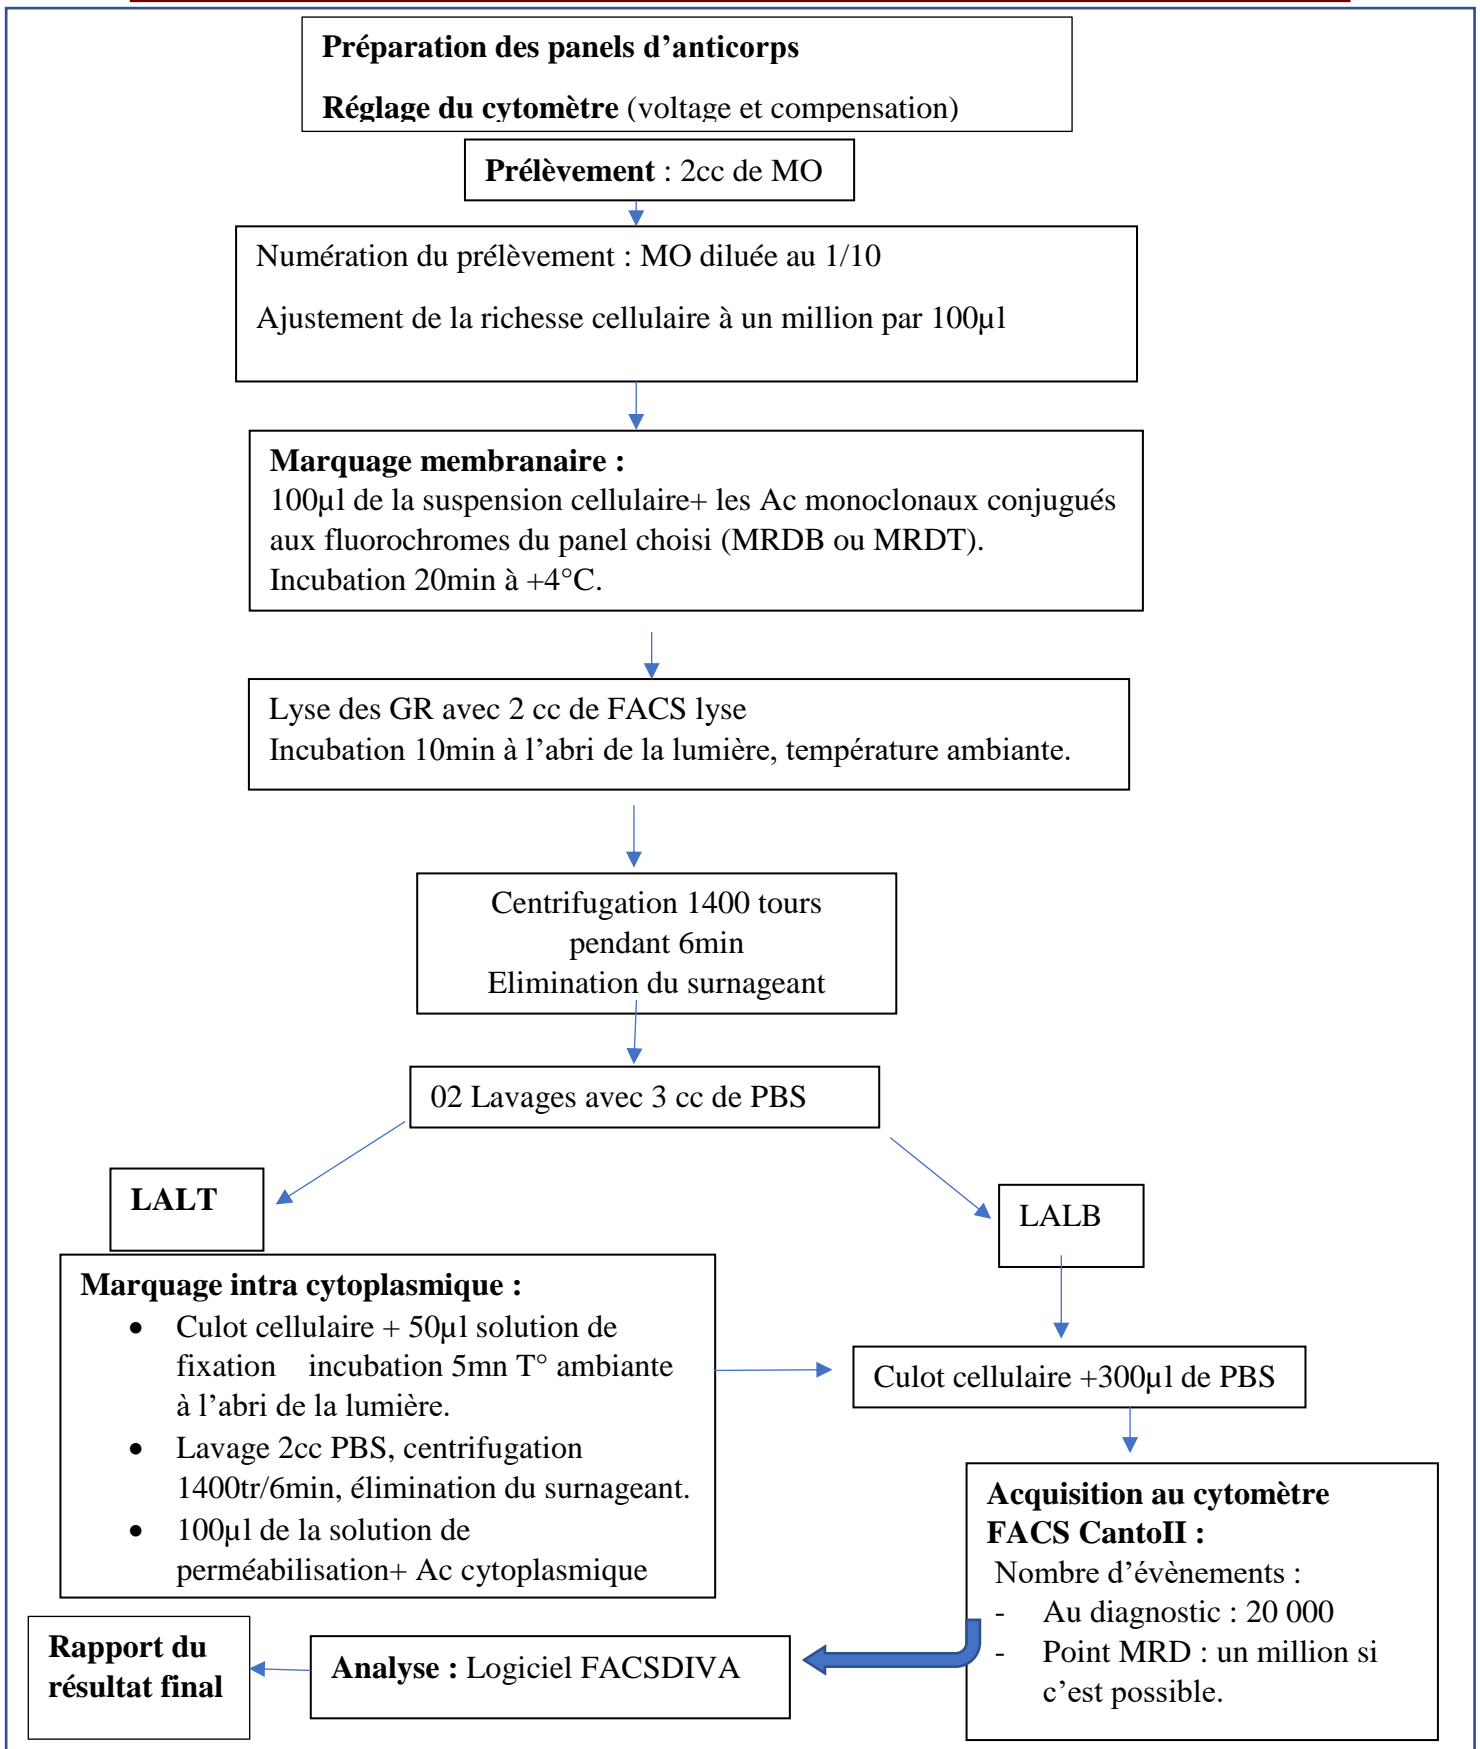 Préparation des panels d’anticorps
Réglage du cytomètre (voltage et compensation)
Prélèvement : 2cc de MO
Numération du prélèvement : MO diluée au 1/10
Ajustement de la richesse cellulaire à un million par 100µl
Marquage membranaire :
100µl de la suspension cellulaire+ les Ac monoclonaux conjugués
aux fluorochromes du panel choisi (MRDB ou MRDT).
Incubation 20min à +4°C.
Lyse des GR avec 2 cc de FACS lyse
Incubation 10min à l’abri de la lumière, température ambiante.
Centrifugation 1400 tours
pendant 6min
Elimination du surnageant
02 Lavages avec 3 cc de PBS
LALT
LALB
Marquage intra cytoplasmique :
• Culot cellulaire + 50µl solution de
fixation incubation 5mn T° ambiante
à l’abri de la lumière.
• Lavage 2cc PBS, centrifugation
1400tr/6min, élimination du surnageant.
• 100µl de la solution de
perméabilisation+ Ac cytoplasmique
Culot cellulaire +300µl de PBS
Acquisition au cytomètre
FACS CantoII :
Nombre d’évènements :
- Au diagnostic : 20 000
- Point MRD : un million si
c’est possible.
Analyse : Logiciel FACSDIVA
Rapport du
résultat final